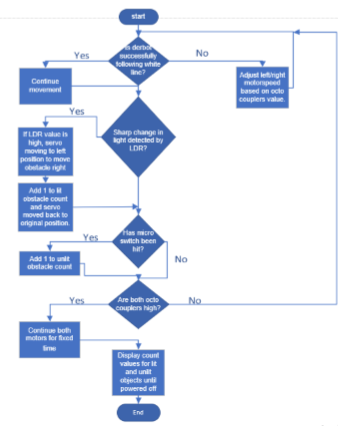 start
Is derbot
successfully
following white
line?
Yes
No
Continue
movement
Adjust left/right
motorspeed
based on octo
couplers value.
Sharp change in
light detected by
LDR?
Yes
If LDR value is
high, servo
moving to left
position to move
obstacle right
Add 1 to lit
obstacle count
and servo
moved back to
original position.
Has micro
switch been
hit?
Yes
No
Add 1 to unlit
obstacle count
Are both octo
couplers high?
Yes
No
Continue both
motors for fixed
time
Display count
values for lit
and unlit
objects until
powered off
End